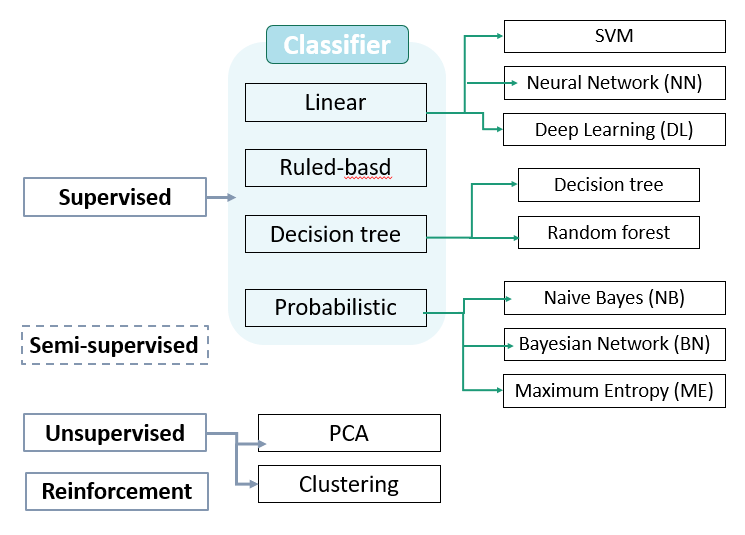 Classifier
Linear
Ruled-basd
Decision tree
Probabilistic
SVM
Neural Network (NN)
Deep Learning (DL)
Decision tree
Random forest
Naive Bayes (NB)
Bayesian Network (BN)
Maximum Entropy (ME)
Supervised
Semi-supervised
Unsupervised
PCA
Clustering
Reinforcement